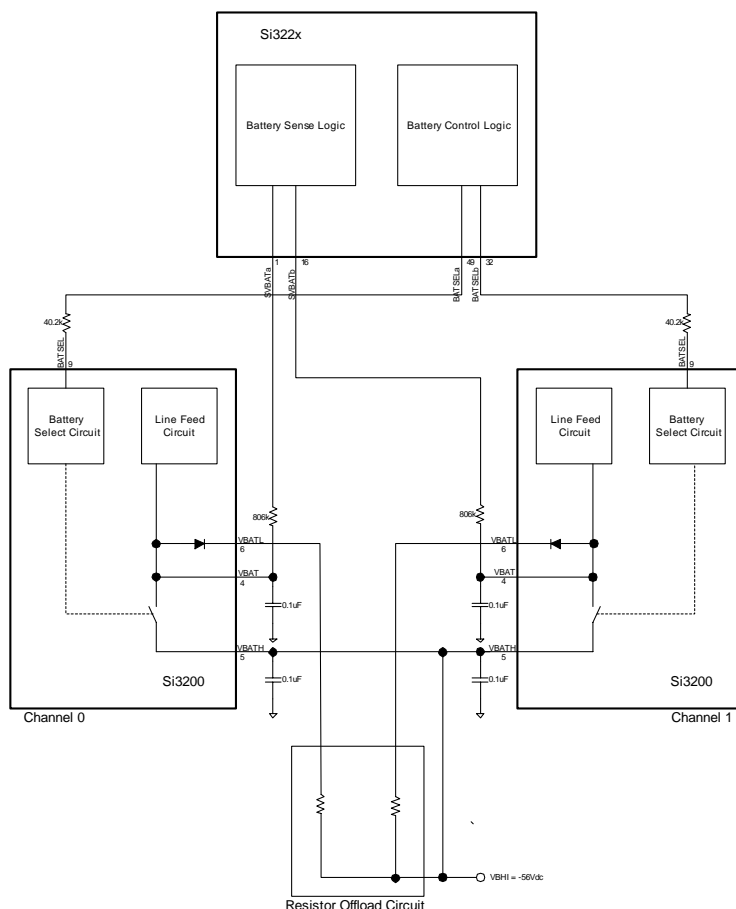 Si322x
Battery Sense Logic
Battery Control Logic
1
16
49
32
SVBATa
SVBATb
BATSELa
BATSELb
40.2k
40.2k
BATSEL
9
BATSEL
9
Battery
Select Circuit
Line Feed
Circuit
Line Feed
Circuit
Battery
Select Circuit
806k
806k
VBATL
6
VBATL
6
VBAT
4
VBAT
4
0.1uF
0.1uF
VBATH
5
VBATH
5
0.1uF
0.1uF
Si3200
Si3200
Channel 0
Channel 1
VBHI = -56Vdc
Resistor Offload Circuit